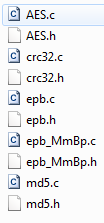 AES.c
AES.h
crc32.c
crc32.h
epb.c
epb.h
epb_MmBp.c
epb_MmBp.h
md5.c
md5.h